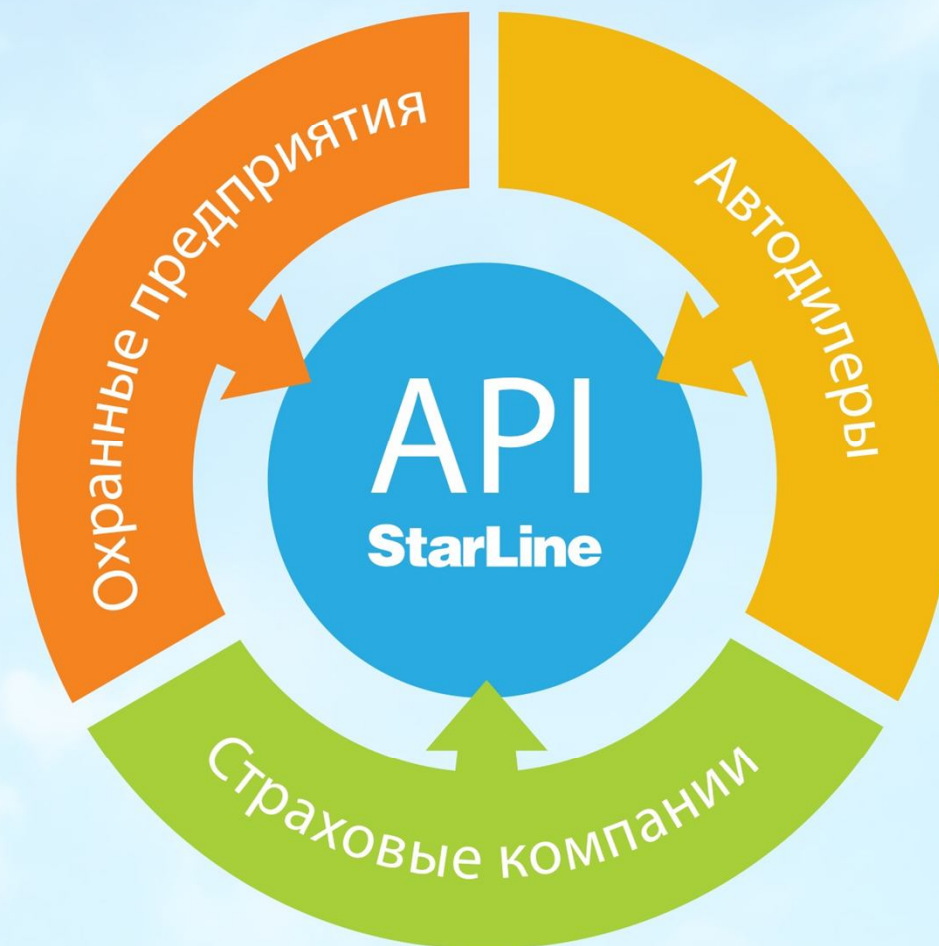 Охранные предприятия
Автодилеры
API
StarLine
Страховые компании